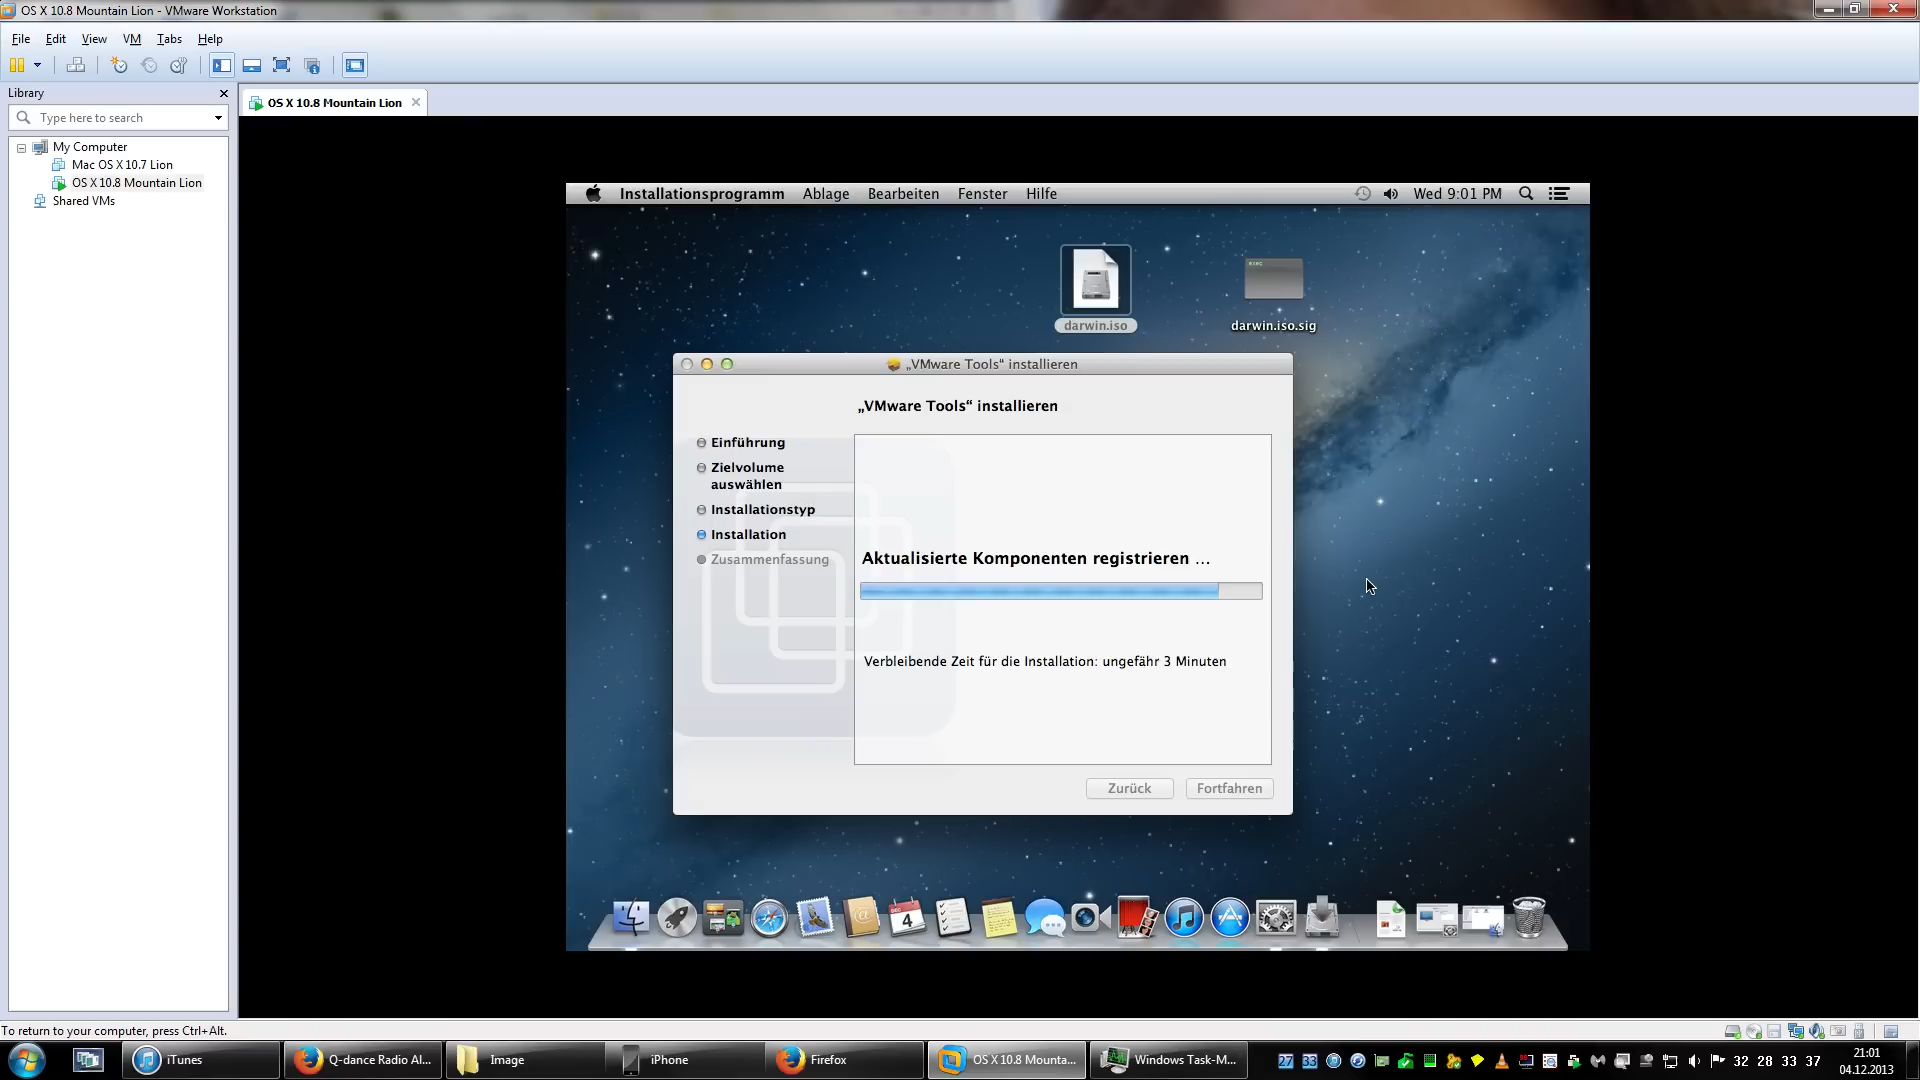 OS X 10.8 Mountain Lion - VMware Workstation
File Edit View VM Tabs Help
Library
OS X 10.8 Mountain Lion
Type here to search
My Computer
Mac OS X 10.7 Lion
OS X 10.8 Mountain Lion
Shared VMs
Installationsprogramm Ablage Bearbeiten Fenster Hilfe Wed 9:01 PM
exec
darwin.iso
darwin.iso.sig
„VMware Tools“ installieren
„VMware Tools“ installieren
Einführung
Zielvolume
auswählen
Installationstyp
Installation
Zusammenfassung
Aktualisierte Komponenten registrieren ...
Verbleibende Zeit für die Installation: ungefähr 3 Minuten
Zurück Fortfahren
DEC
4
To return to your computer, press Ctrl+Alt.
iTunes Q-dance Radio Al... Image iPhone Firefox OS X 10.8 Mounta... Windows Task-M... 27 33 32 28 33 37 21:01
04.12.2013